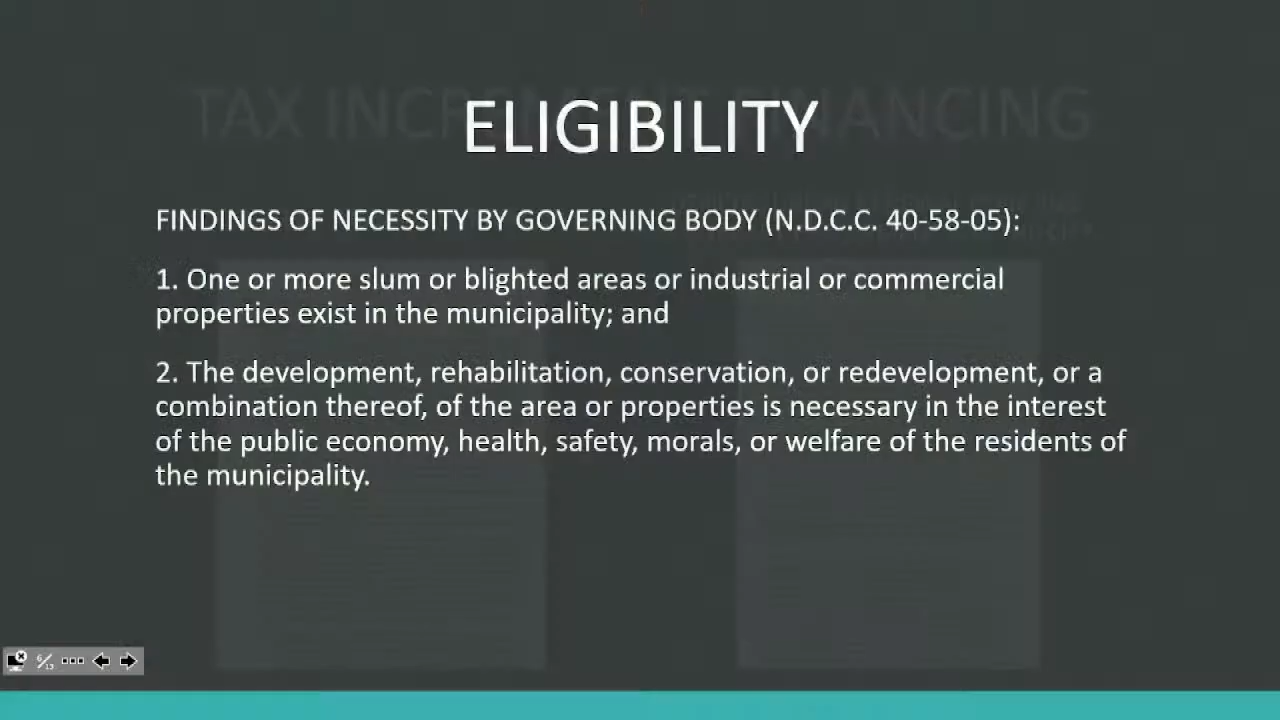 TAX INCREMENT FINANCING
ELIGIBILITY
FINDINGS OF NECESSITY BY GOVERNING BODY (N.D.C.C. 40-58-05):
1. One or more slum or blighted areas or industrial or commercial
properties exist in the municipality; and
2. The development, rehabilitation, conservation, or redevelopment, or a
combination thereof, of the area or properties is necessary in the interest
of the public economy, health, safety, morals, or welfare of the residents of
the municipality.
6/13